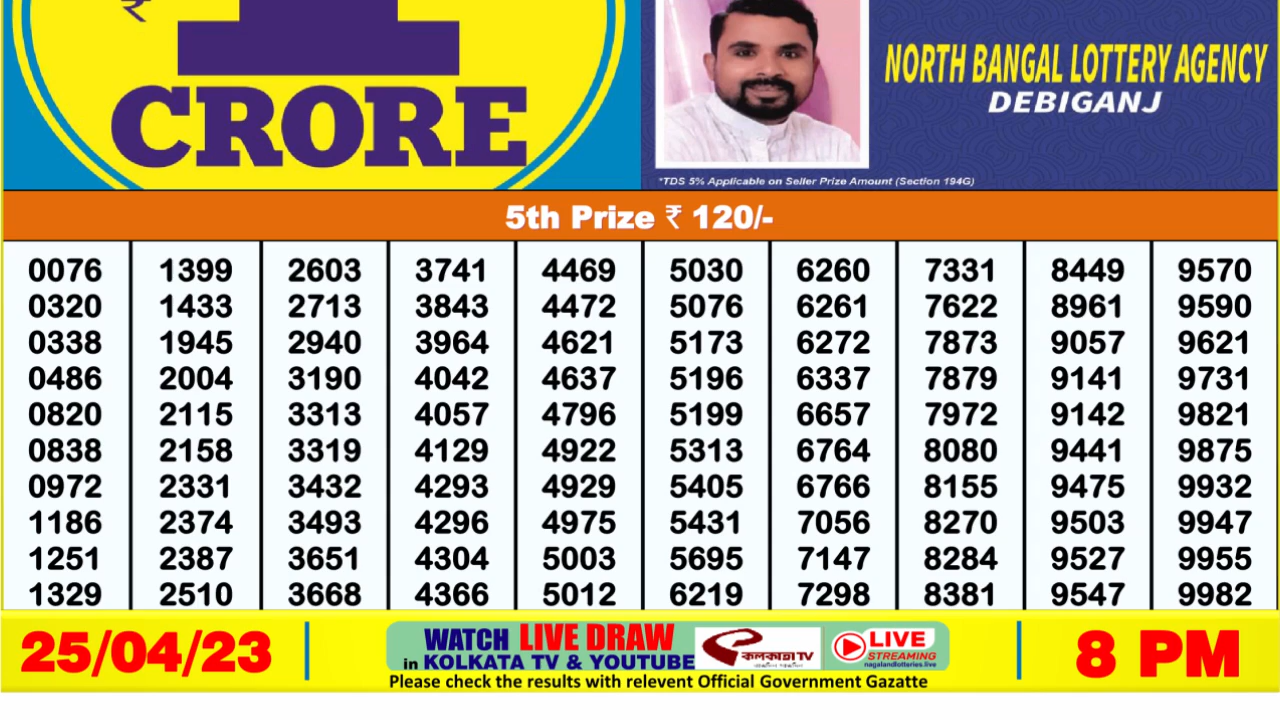 ₹
CRORE
NORTH BANGAL LOTTERY AGENCY
DEBIGANJ
*TDS 5% Applicable on Seller Prize Amount (Section 194G)
5th Prize ₹ 120/-
0076 1399 2603 3741 4469 5030 6260 7331 8449 9570
0320 1433 2713 3843 4472 5076 6261 7622 8961 9590
0338 1945 2940 3964 4621 5173 6272 7873 9057 9621
0486 2004 3190 4042 4637 5196 6337 7879 9141 9731
0820 2115 3313 4057 4796 5199 6657 7972 9142 9821
0838 2158 3319 4129 4922 5313 6764 8080 9441 9875
0972 2331 3432 4293 4929 5405 6766 8155 9475 9932
1186 2374 3493 4296 4975 5431 7056 8270 9503 9947
1251 2387 3651 4304 5003 5695 7147 8284 9527 9955
1329 2510 3668 4366 5012 6219 7298 8381 9547 9982
25/04/23
WATCH LIVE DRAW
in KOLKATA TV & YOUTUBE
কলকাতা TV
LIVE
STREAMING
nagalandlotteries.live
8 PM
Please check the results with relevent Official Government Gazatte